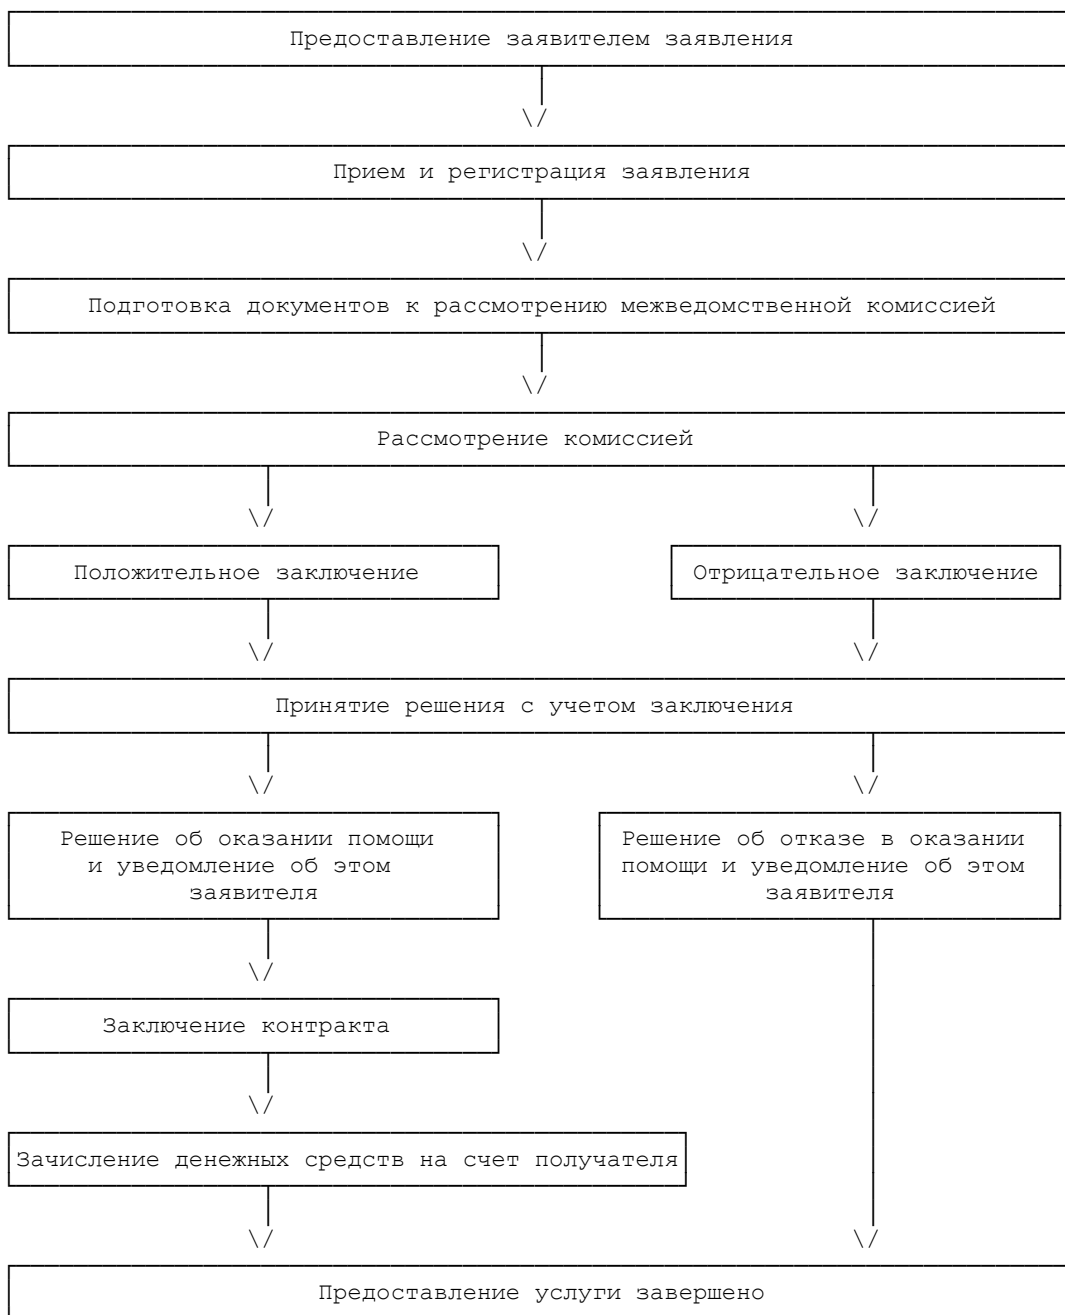 Предоставление заявителем заявления
Прием и регистрация заявления
Подготовка документов к рассмотрению межведомственной комиссией
Рассмотрение комиссией
Положительное заключение
Отрицательное заключение
Принятие решения с учетом заключения
Решение об оказании помощи
и уведомление об этом
заявителя
Решение об отказе в оказании
помощи и уведомление об этом
заявителя
Заключение контракта
Зачисление денежных средств на счет получателя
Предоставление услуги завершено